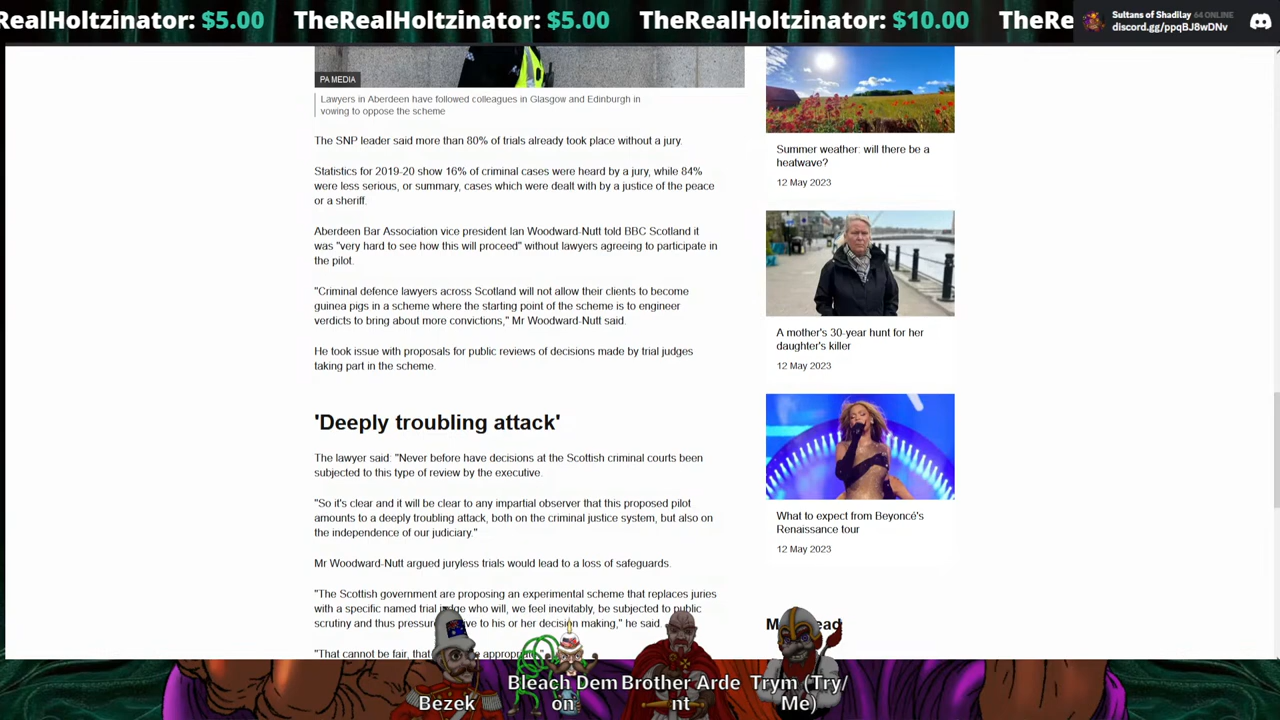 RealHoltzinator: $5.00 TheRealHoltzinator: $5.00 TheRealHoltzinator: $10.00 TheRe
Sultans of Shadilay 64 ONLINE
discord.gg/ppqBJ8wDNv
PA MEDIA
Lawyers in Aberdeen have followed colleagues in Glasgow and Edinburgh in
vowing to oppose the scheme
The SNP leader said more than 80% of trials already took place without a jury.
Statistics for 2019-20 show 16% of criminal cases were heard by a jury, while 84%
were less serious, or summary, cases which were dealt with by a justice of the peace
or a sheriff.
Aberdeen Bar Association vice president Ian Woodward-Nutt told BBC Scotland it
was "very hard to see how this will proceed" without lawyers agreeing to participate in
the pilot.
"Criminal defence lawyers across Scotland will not allow their clients to become
guinea pigs in a scheme where the starting point of the scheme is to engineer
verdicts to bring about more convictions," Mr Woodward-Nutt said.
He took issue with proposals for public reviews of decisions made by trial judges
taking part in the scheme.
'Deeply troubling attack'
The lawyer said: "Never before have decisions at the Scottish criminal courts been
subjected to this type of review by the executive.
"So it's clear and it will be clear to any impartial observer that this proposed pilot
amounts to a deeply troubling attack, both on the criminal justice system, but also on
the independence of our judiciary."
Mr Woodward-Nutt argued juryless trials would lead to a loss of safeguards.
"The Scottish government are proposing an experimental scheme that replaces juries
with a specific named trial judge who will, we feel inevitably, be subjected to public
scrutiny and thus pressure to his or her decision making," he said.
"That cannot be fair, that
Summer weather: will there be a
heatwave?
12 May 2023
A mother's 30-year hunt for her
daughter's killer
12 May 2023
What to expect from Beyoncé's
Renaissance tour
12 May 2023
Bezek
Bleach Dem
on
Brother Arde
nt
Trym (Try/
Me)